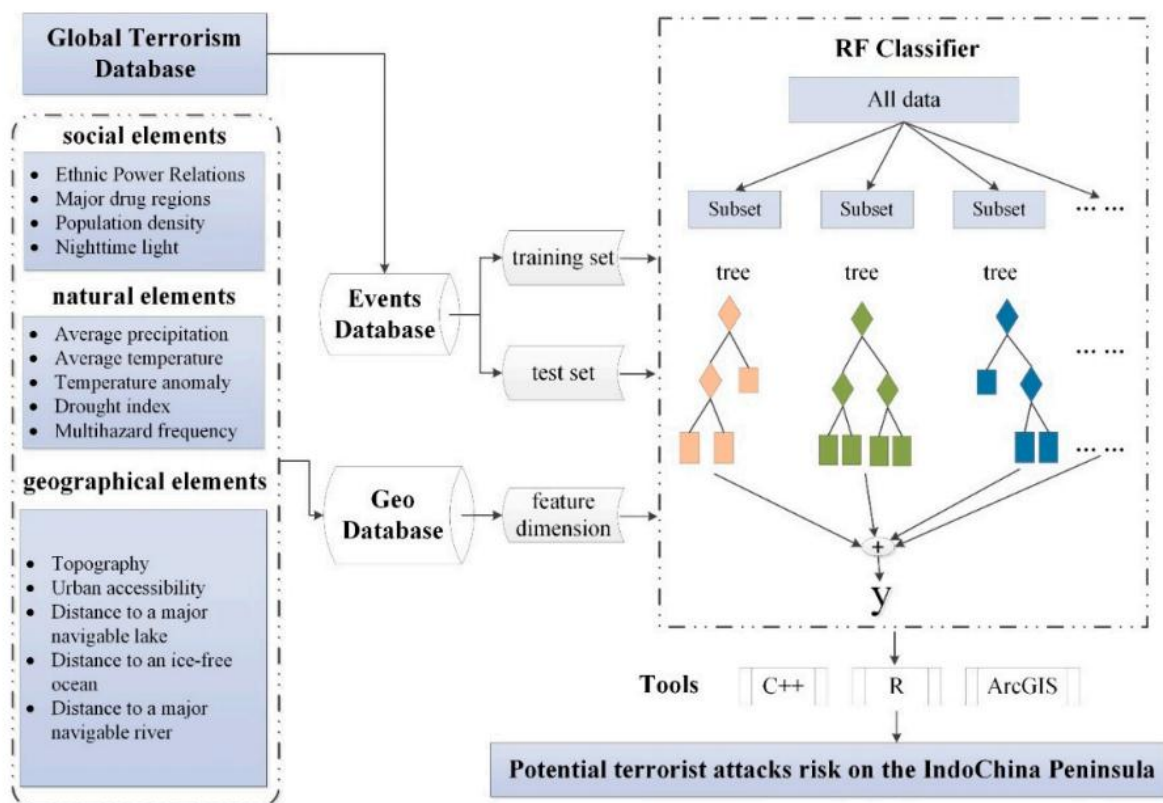 Global Terrorism
Database
social elements
• Ethnic Power Relations
• Major drug regions
• Population density
• Nighttime light
natural elements
• Average precipitation
• Average temperature
• Temperature anomaly
• Drought index
• Multihazard frequency
geographical elements
• Topography
• Urban accessibility
• Distance to a major
navigable lake
• Distance to an ice-free
ocean
• Distance to a major
navigable river
Events
Database
Geo
Database
training set
test set
feature
dimension
RF Classifier
All data
Subset
Subset
Subset
... ...
tree
tree
tree
... ...
... ...
+
y
Tools
C++
R
ArcGIS
Potential terrorist attacks risk on the IndoChina Peninsula